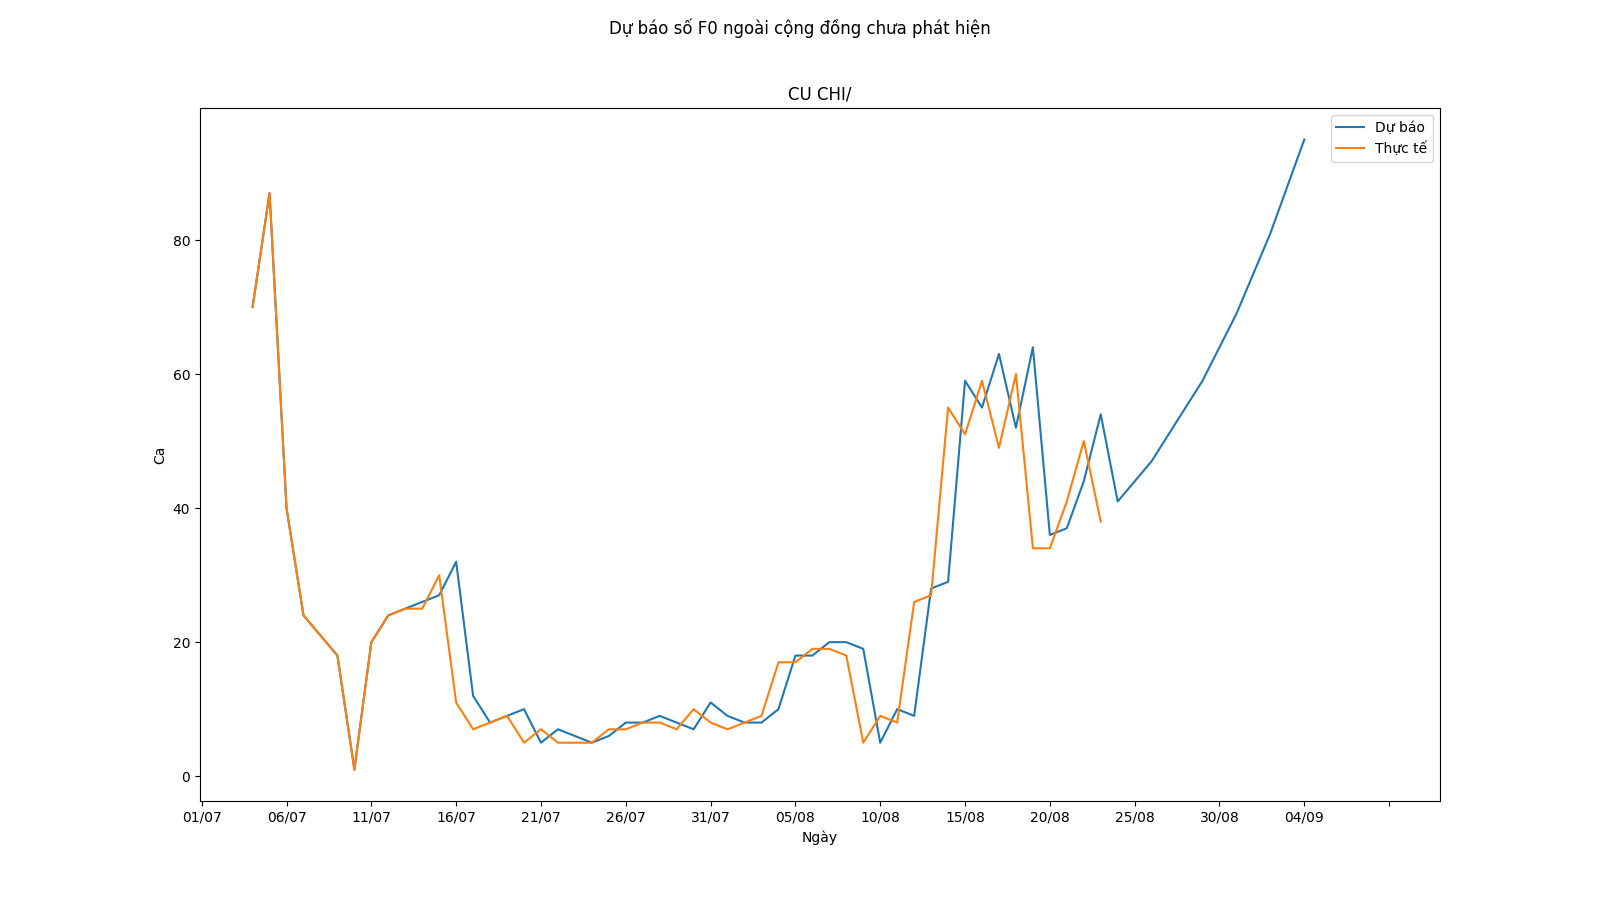 Dự báo số F0 ngoài cộng đồng chưa phát hiện
CU CHI/
Dự báo
Thực tế
80
60
40
20
0
Ca
01/07 06/07 11/07 16/07 21/07 26/07 31/07 05/08 10/08 15/08 20/08 25/08 30/08 04/09
Ngày